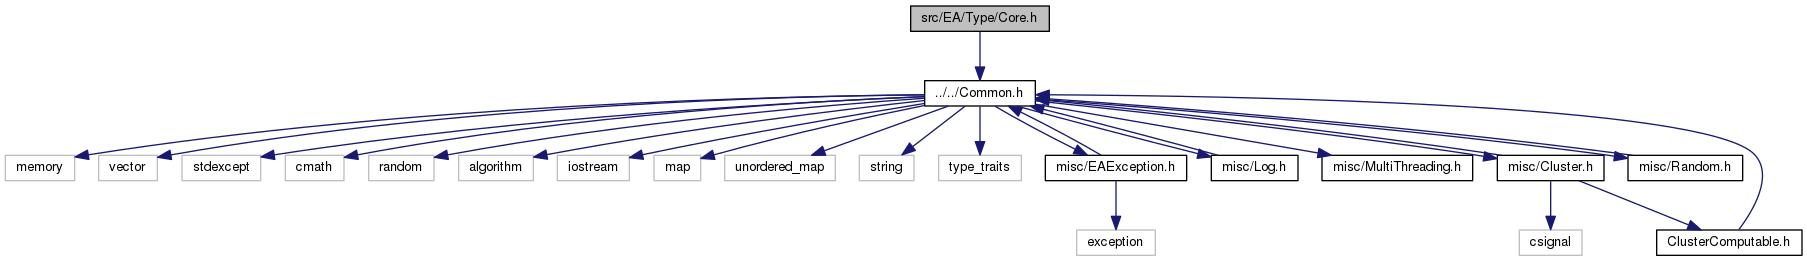 src/EA/Type/Core.h
../../Common.h
memory
vector
stdexcept
cmath
random
algorithm
iostream
map
unordered_map
string
type_traits
misc/EAException.h
misc/Log.h
misc/MultiThreading.h
misc/Cluster.h
misc/Random.h
exception
csignal
ClusterComputable.h